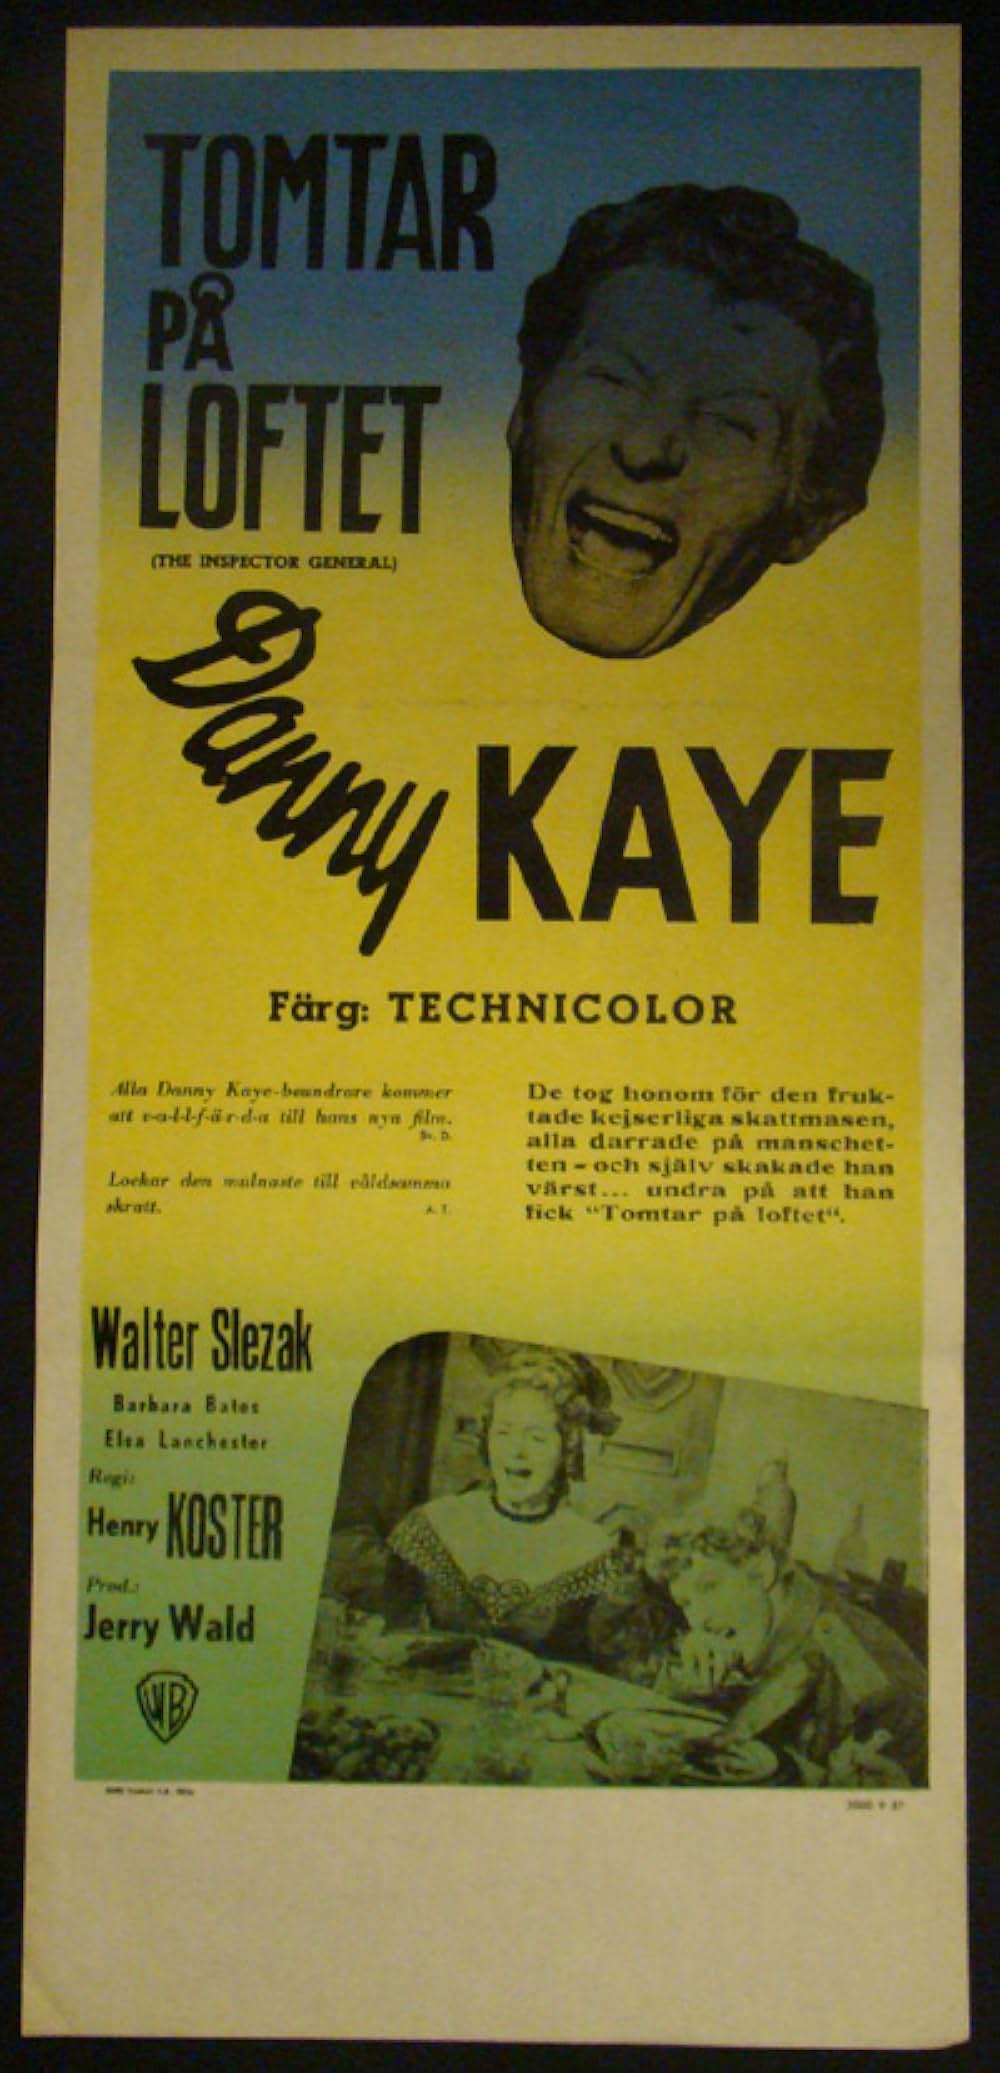 TOMTAR
PÅ
LOFTET
(THE INSPECTOR GENERAL)
Danny KAYE
Färg: TECHNICOLOR
Alla Danny Kaye-beundrare kommer
att v-a-l-l-f-ä-r-d-a till hans nya film.
Sv. D.
Lockar den mulnaste till våldsamma
skratt.
A. T.
De tog honom för den fruk-
tade kejserliga skattmasen,
alla darrade på manschet-
ten - och själv skakade han
värst... undra på att han
fick "Tomtar på loftet".
Walter Slezak
Barbara Bates
Elsa Lanchester
Regi:
Henry KOSTER
Prod.:
Jerry Wald
WB